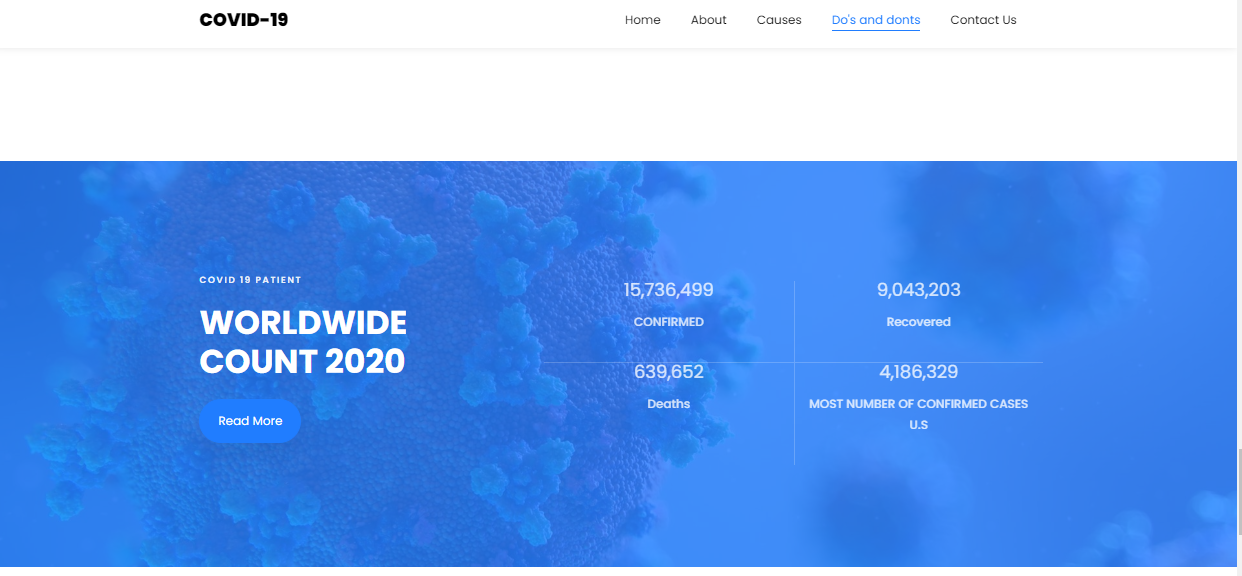 COVID-19
Home About Causes Do's and donts Contact Us
COVID 19 PATIENT
WORLDWIDE
COUNT 2020
Read More
15,736,499
CONFIRMED
9,043,203
Recovered
639,652
Deaths
4,186,329
MOST NUMBER OF CONFIRMED CASES
U.S